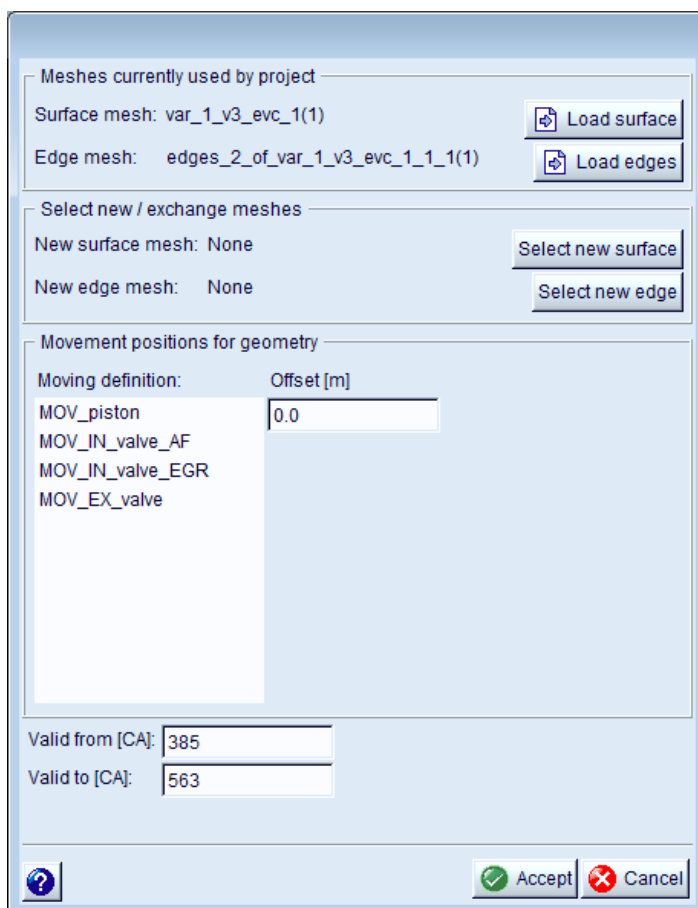 Meshes currently used by project
Surface mesh: var_1_v3_evc_1(1)
Load surface
Edge mesh: edges_2_of_var_1_v3_evc_1_1_1(1)
Load edges
Select new / exchange meshes
New surface mesh: None
Select new surface
New edge mesh: None
Select new edge
Movement positions for geometry
Moving definition: Offset [m]
MOV_piston 0.0
MOV_IN_valve_AF
MOV_IN_valve_EGR
MOV_EX_valve
Valid from [CA]: 385
Valid to [CA]: 563
? Accept Cancel